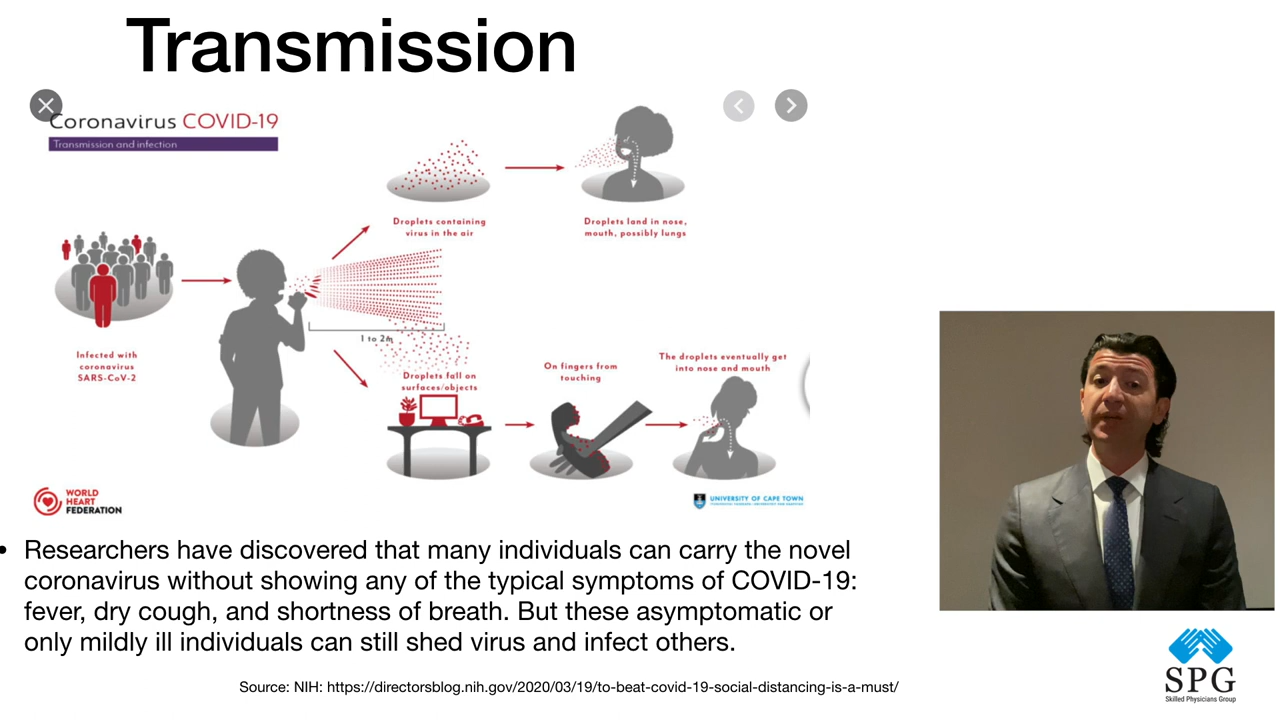 Transmission
Coronavirus COVID-19
Transmission and infection
Droplets containing
virus in the air
Droplets land in nose,
mouth, possibly lungs
Infected with
coronavirus
SARS-CoV-2
1 to 2m
Droplets fall on
surfaces/objects
On fingers from
touching
The droplets eventually get
into nose and mouth
WORLD
HEART
FEDERATION
UNIVERSITY OF CAPE TOWN
• Researchers have discovered that many individuals can carry the novel
coronavirus without showing any of the typical symptoms of COVID-19:
fever, dry cough, and shortness of breath. But these asymptomatic or
only mildly ill individuals can still shed virus and infect others.
Source: NIH: https://directorsblog.nih.gov/2020/03/19/to-beat-covid-19-social-distancing-is-a-must/
SPG
Skilled Physicians Group